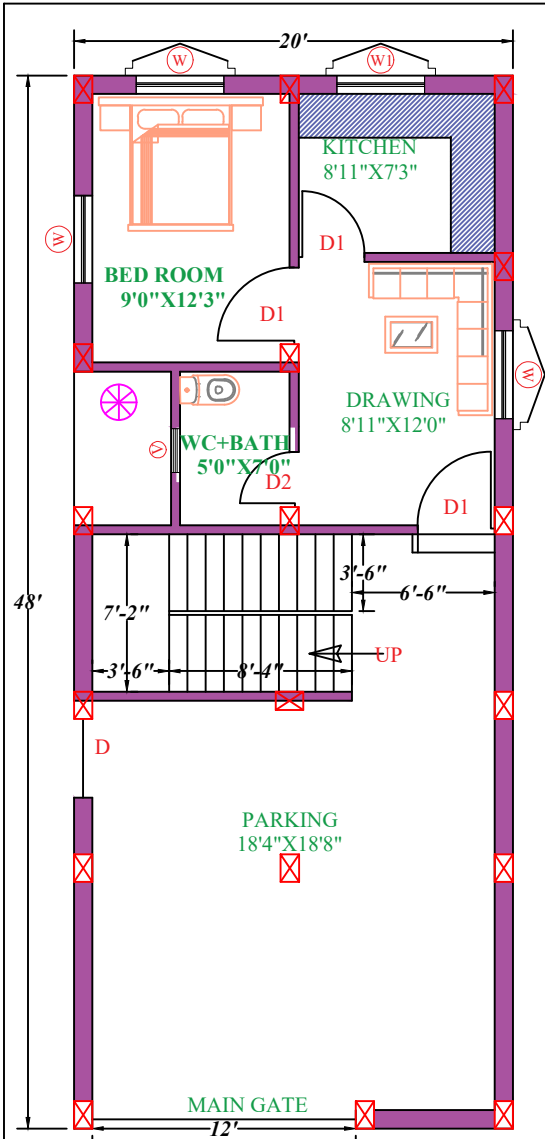 20'
W
W1
KITCHEN
8'11"X7'3"
W
D1
BED ROOM
9'0"X12'3"
D1
W
DRAWING
8'11"X12'0"
V
WC+BATH
5'0"X7'0"
D2
D1
3'-6"
6'-6"
48'
7'-2"
3'-6"
8'-4"
UP
D
PARKING
18'4"X18'8"
MAIN GATE
12'